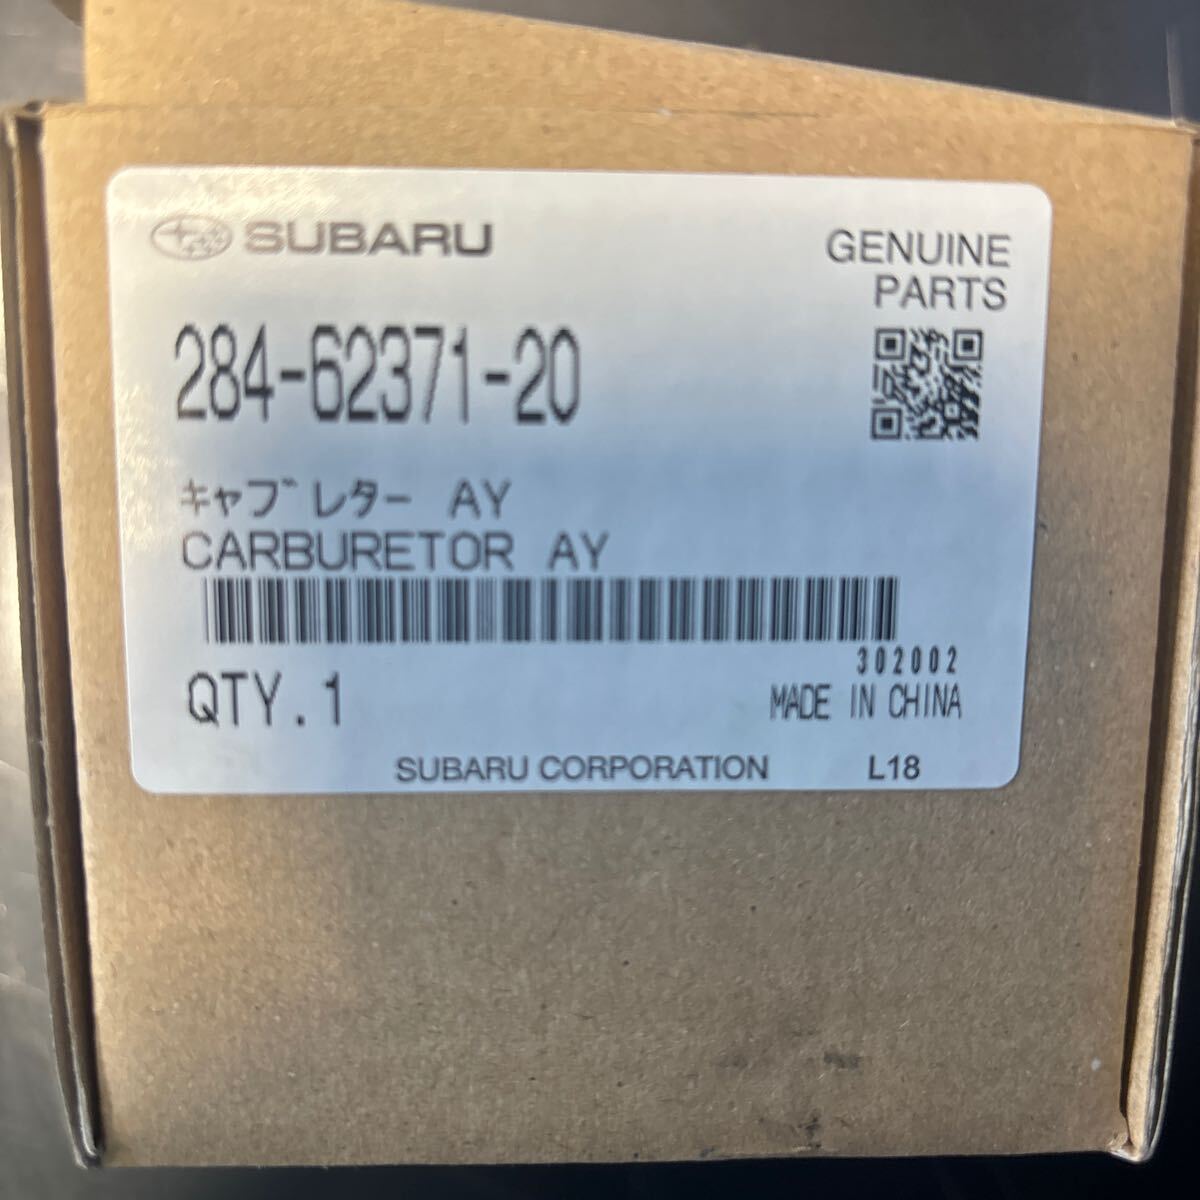 SUBARU
GENUINE
PARTS
284-62371-20
キャブレター AY
CARBURETOR AY
302002
QTY.1
MADE IN CHINA
SUBARU CORPORATION L18